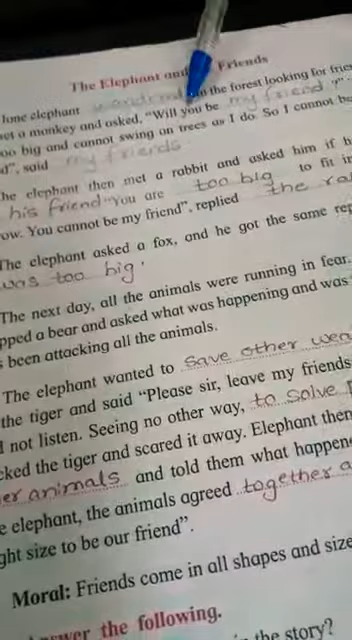 The Elephant and Friends
lone elephant wandered in the forest looking for frie
et a monkey and asked, "Will you be my friend ?"
oo big and cannot swing on trees as I do. So I cannot be
d", said my friends
he elephant then met a rabbit and asked him if h
his friend "You are too big to fit in
ow. You cannot be my friend", replied the ra
The elephant asked a fox, and he got the same rep
was too big.
The next day, all the animals were running in fear.
pped a bear and asked what was happening and was
s been attacking all the animals.
The elephant wanted to save other
the tiger and said "Please sir, leave my friends
not listen. Seeing no other way, to solve
cked the tiger and scared it away. Elephant then
er animals and told them what happen
e elephant, the animals agreed together a
ght size to be our friend".
Moral: Friends come in all shapes and size
nswer the following.
the story?